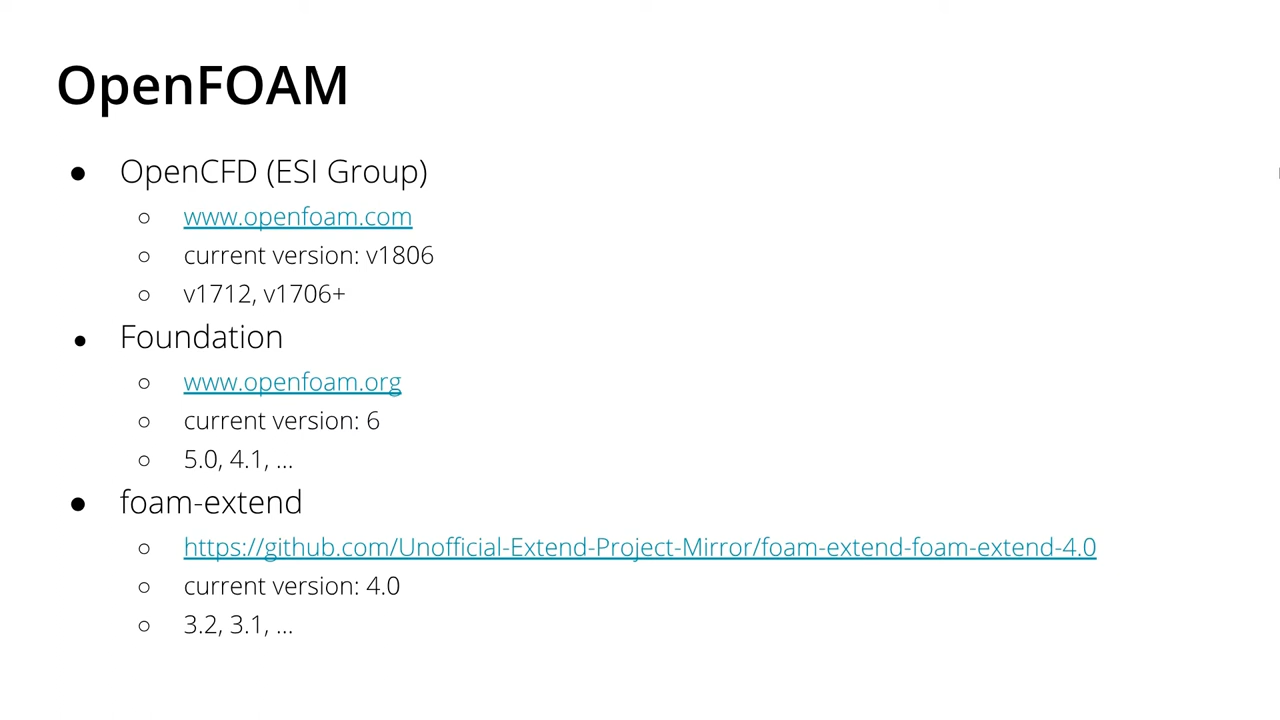 OpenFOAM
● OpenCFD (ESI Group)
○ www.openfoam.com
○ current version: v1806
○ v1712, v1706+
● Foundation
○ www.openfoam.org
○ current version: 6
○ 5.0, 4.1, ...
● foam-extend
○ https://github.com/Unofficial-Extend-Project-Mirror/foam-extend-foam-extend-4.0
○ current version: 4.0
○ 3.2, 3.1, ...